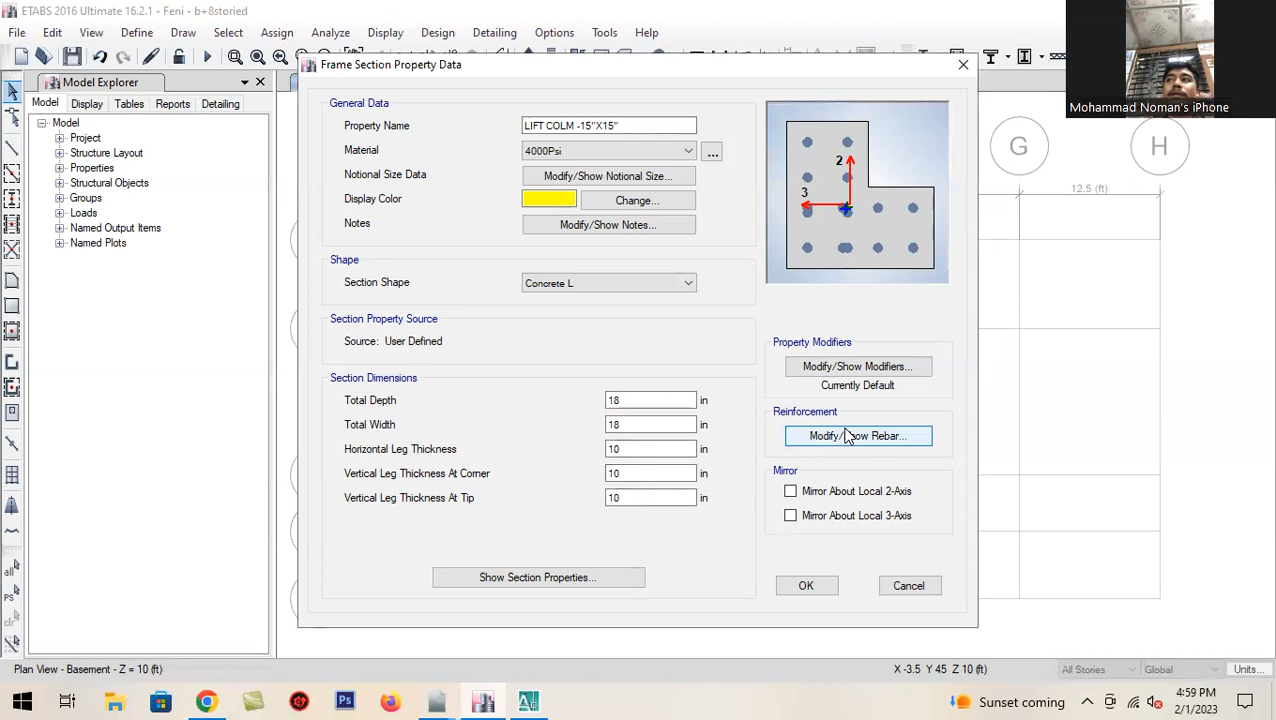 ETABS 2016 Ultimate 16.2.1 - Feni - b+8storied
File Edit View Define Draw Select Assign Analyze Display Design Detailing Options Tools Help
Model Explorer
Model Display Tables Reports Detailing
Model
Project
Structure Layout
Properties
Structural Objects
Groups
Loads
Named Output Items
Named Plots
all
PS
clr
Frame Section Property Data
General Data
Property Name LIFT COLM -15"X15"
Material 4000Psi ...
Notional Size Data Modify/Show Notional Size...
Display Color Change...
Notes Modify/Show Notes...
Shape
Section Shape Concrete L
Section Property Source
Source: User Defined
Section Dimensions
Total Depth 18 in
Total Width 18 in
Horizontal Leg Thickness 10 in
Vertical Leg Thickness At Corner 10 in
Vertical Leg Thickness At Tip 10 in
Show Section Properties...
2
3
Property Modifiers
Modify/Show Modifiers...
Currently Default
Reinforcement
Modify/Show Rebar...
Mirror
Mirror About Local 2-Axis
Mirror About Local 3-Axis
OK Cancel
Mohammad Noman's iPhone
G H
12.5 (ft)
Plan View - Basement - Z = 10 (ft) X -3.5 Y 45 Z 10 (ft) All Stories Global Units...
Ps
Sunset coming
4:59 PM
2/1/2023